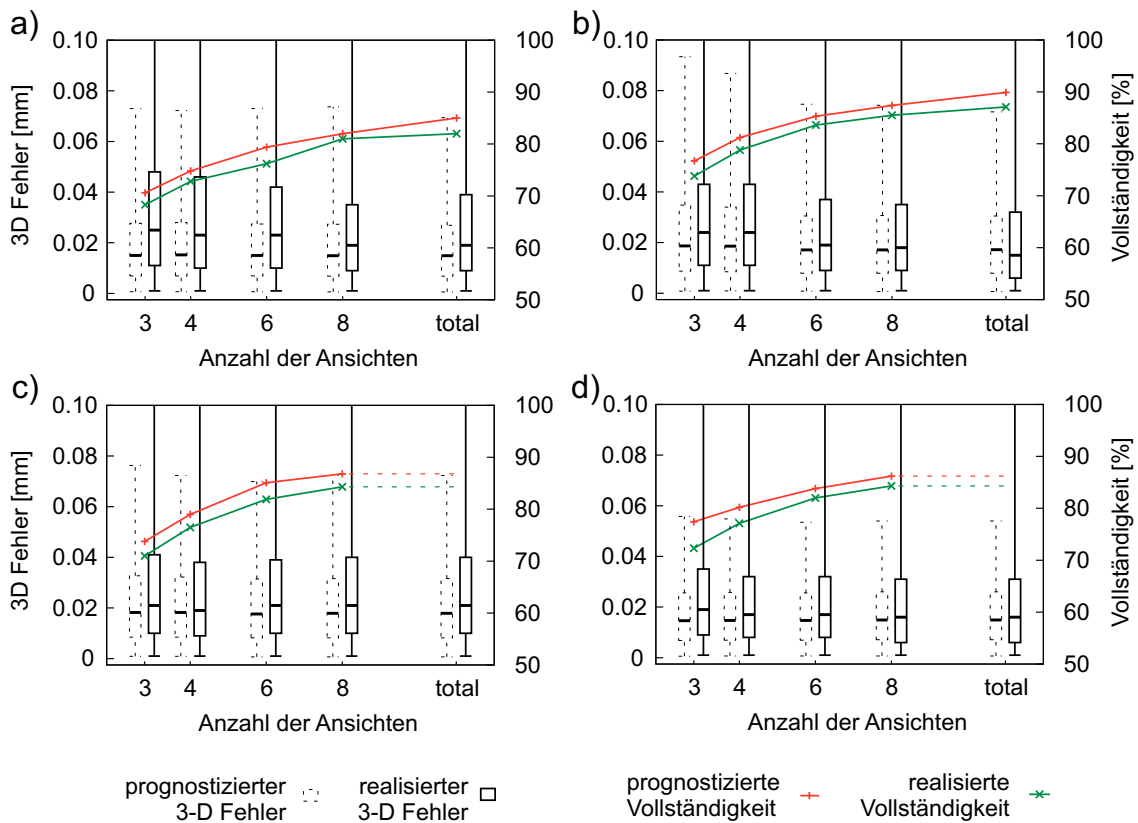 a)
0.10
0.08
0.06
0.04
0.02
0
3D Fehler [mm]
100
90
80
70
60
50
3 4 6 8 total
Anzahl der Ansichten
b)
0.10
0.08
0.06
0.04
0.02
0
100
90
80
70
60
50
Vollständigkeit [%]
3 4 6 8 total
Anzahl der Ansichten
c)
0.10
0.08
0.06
0.04
0.02
0
3D Fehler [mm]
100
90
80
70
60
50
3 4 6 8 total
Anzahl der Ansichten
d)
0.10
0.08
0.06
0.04
0.02
0
100
90
80
70
60
50
Vollständigkeit [%]
3 4 6 8 total
Anzahl der Ansichten
prognostizierter
3-D Fehler
realisierter
3-D Fehler
prognostizierte
Vollständigkeit
realisierte
Vollständigkeit